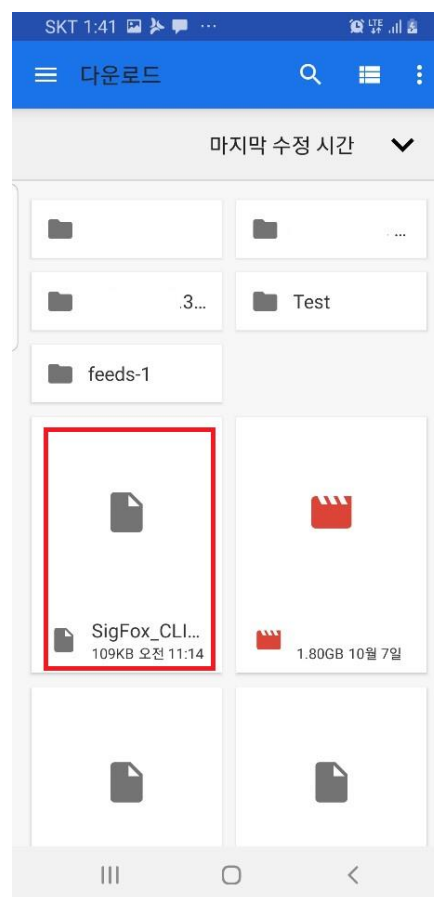 SKT 1:41 ···
LTE
다운로드
마지막 수정 시간
...
.3...
Test
feeds-1
SigFox_CLI...
109KB 오전 11:14
1.80GB 10월 7일